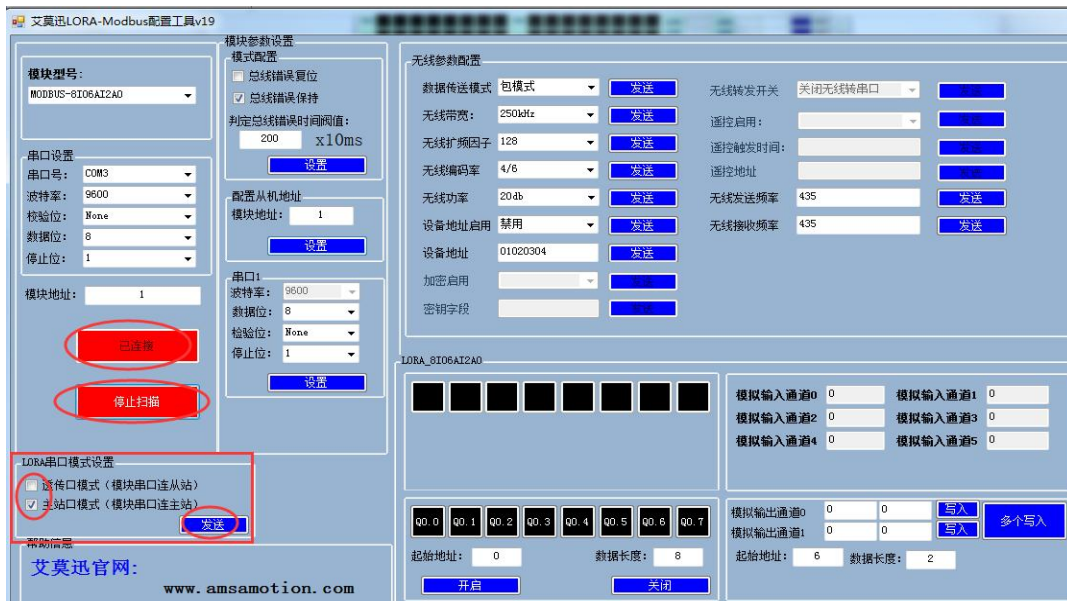 艾莫迅LORA-Modbus配置工具v19
模块型号:
MODBUS-8IO6AI2AO
串口设置
串口号: COM3
波特率: 9600
校验位: None
数据位: 8
停止位: 1
模块地址: 1
已连接
停止扫描
LORA串口模式设置
透传口模式（模块串口连从站）
主站口模式（模块串口连主站）
发送
帮助信息
艾莫迅官网:
www.amsamotion.com
模块参数设置
模式配置
总线错误复位
总线错误保持
判定总线错误时间阀值:
200 x10ms
设置
配置从机地址
模块地址: 1
设置
串口1
波特率: 9600
数据位: 8
检验位: None
停止位: 1
设置
无线参数配置
数据传送模式 包模式 发送
无线带宽: 250kHz 发送
无线扩频因子 128 发送
无线编码率 4/6 发送
无线功率 20db 发送
设备地址启用 禁用 发送
设备地址 01020304 发送
加密启用 发送
密钥字段 发送
无线转发开关 关闭无线转串口 发送
遥控启用: 发送
遥控触发时间: 发送
遥控地址 发送
无线发送频率 435 发送
无线接收频率 435 发送
LORA_8IO6AI2AO
模拟输入通道0 0 模拟输入通道1 0
模拟输入通道2 0 模拟输入通道3 0
模拟输入通道4 0 模拟输入通道5 0
Q0.0 Q0.1 Q0.2 Q0.3 Q0.4 Q0.5 Q0.6 Q0.7
起始地址: 0 数据长度: 8
开启 关闭
模拟输出通道0 0 0 写入
模拟输出通道1 0 0 写入
多个写入
起始地址: 6 数据长度: 2